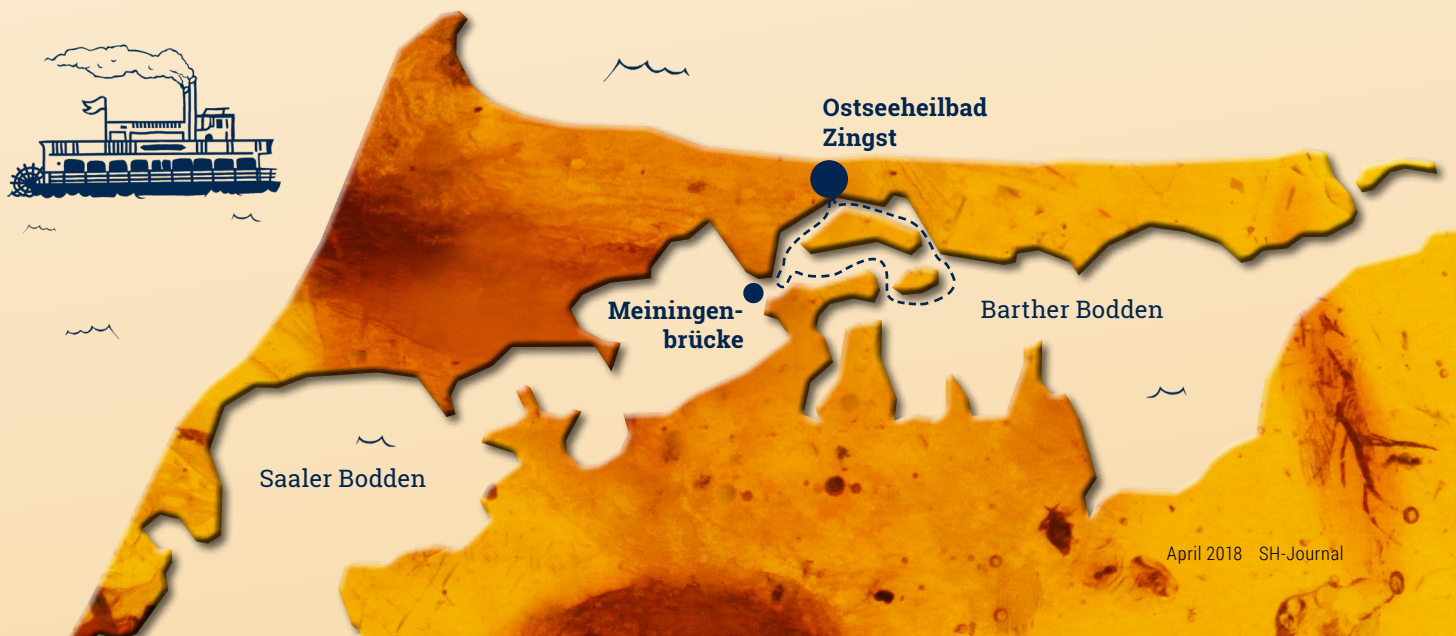 Ostseeheilbad
Zingst
Meiningen-
brücke
Barther Bodden
Saaler Bodden
April 2018 SH-Journal